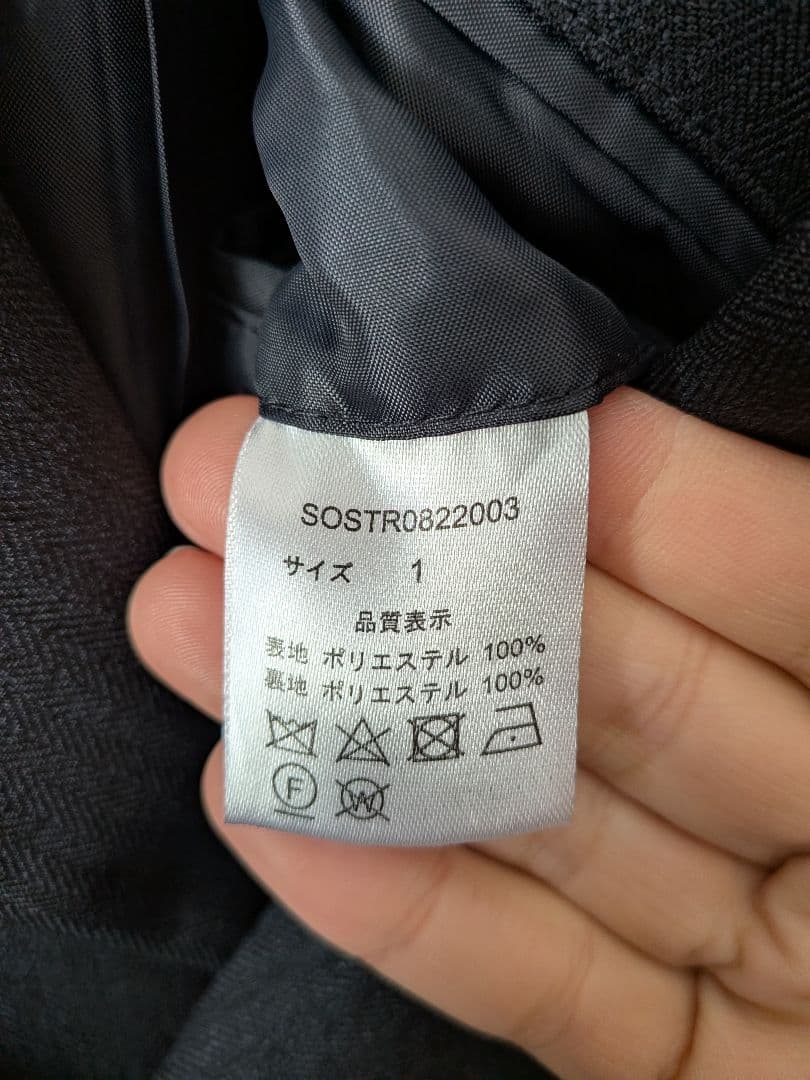 SOSTR0822003
サイズ 1
品質表示
表地 ポリエステル 100%
裏地 ポリエステル 100%
F W